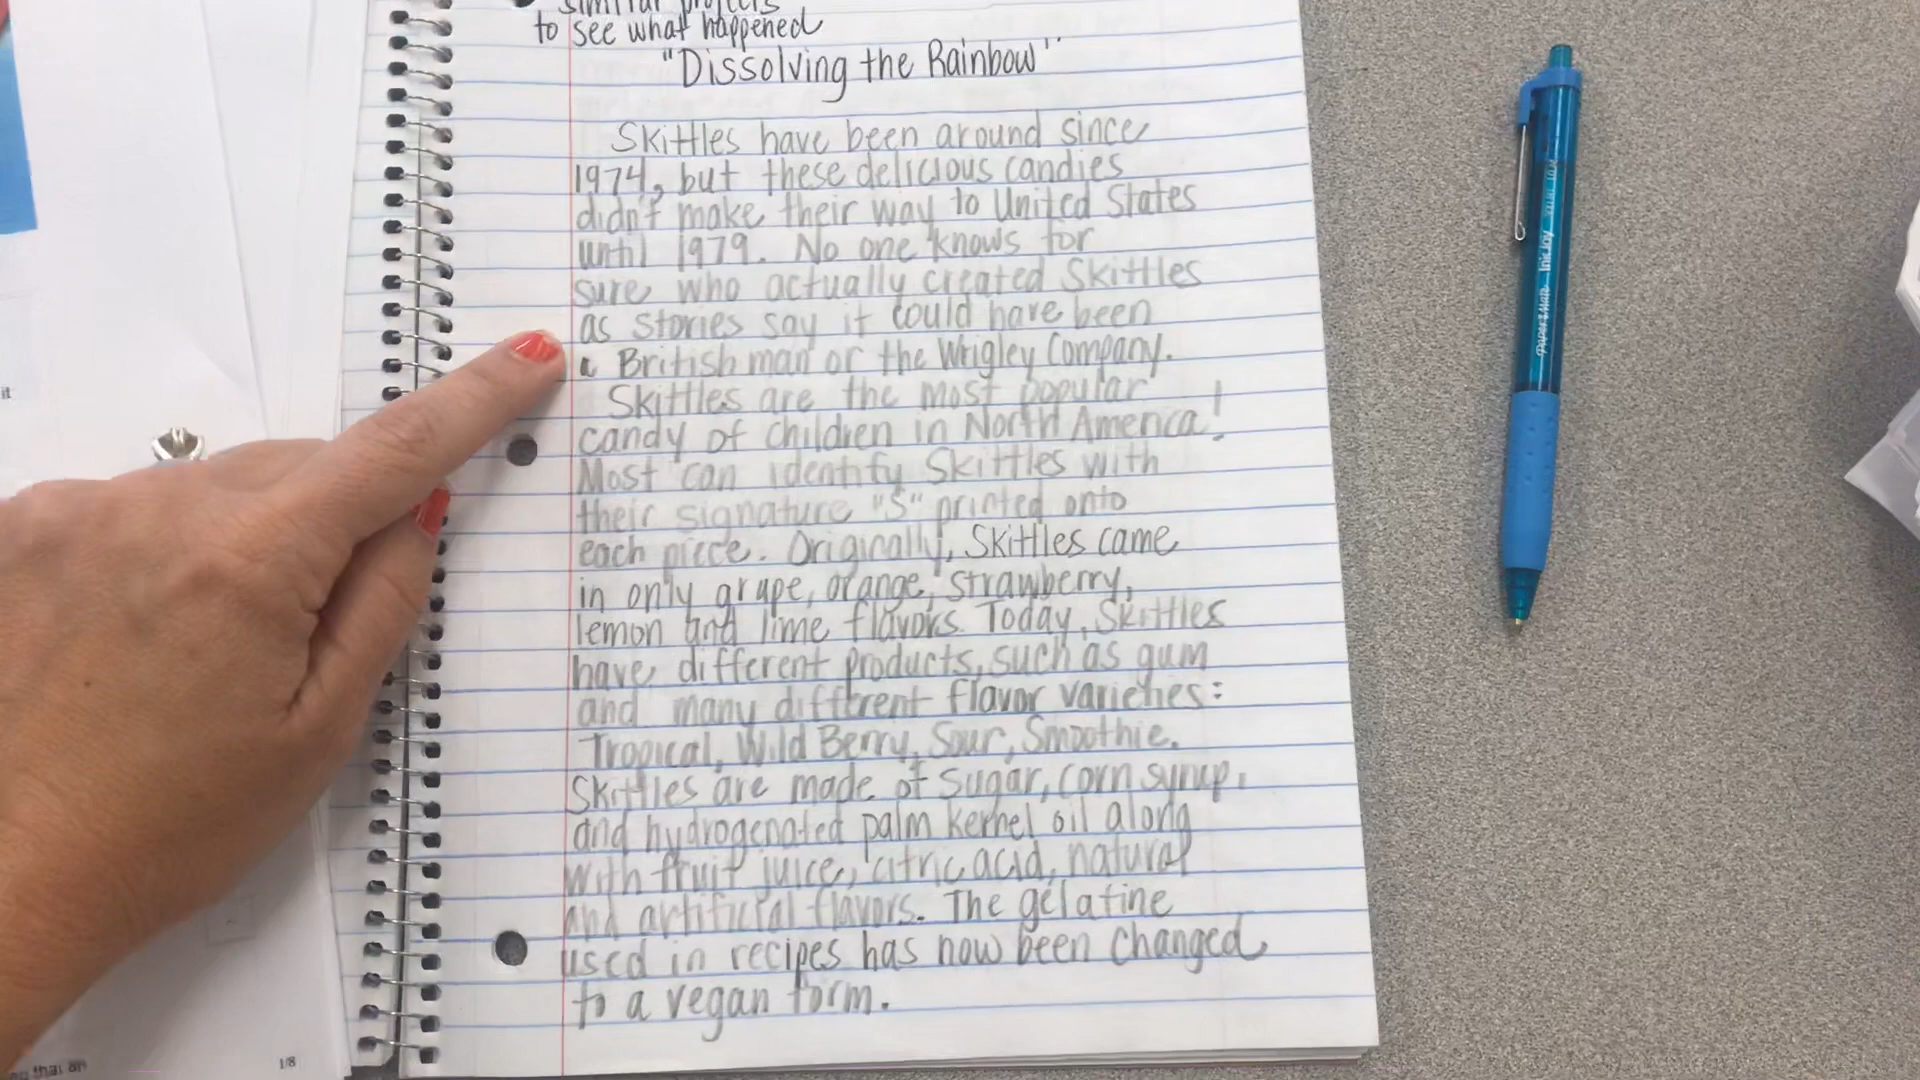 similar projects
to see what happened
"Dissolving the Rainbow"
Skittles have been around since
1974, but these delicious candies
didn't make their way to United States
until 1979. No one knows for
sure who actually created Skittles
as stories say it could have been
a British man or the Wrigley Company.
Skittles are the most popular
candy of children in North America!
Most can identify Skittles with
their signature "S" printed onto
each piece. Originally, Skittles came
in only grape, orange, strawberry,
lemon and lime flavors. Today, Skittles
have different products, such as gum
and many different flavor varieties:
Tropical, Wild Berry, Sour, Smoothie.
Skittles are made of sugar, corn syrup,
and hydrogenated palm kernel oil along
with fruit juice, citric acid, natural
and artificial flavors. The gelatine
used in recipes has now been changed
to a vegan form.
PaperMate InkJoy
it
1/8